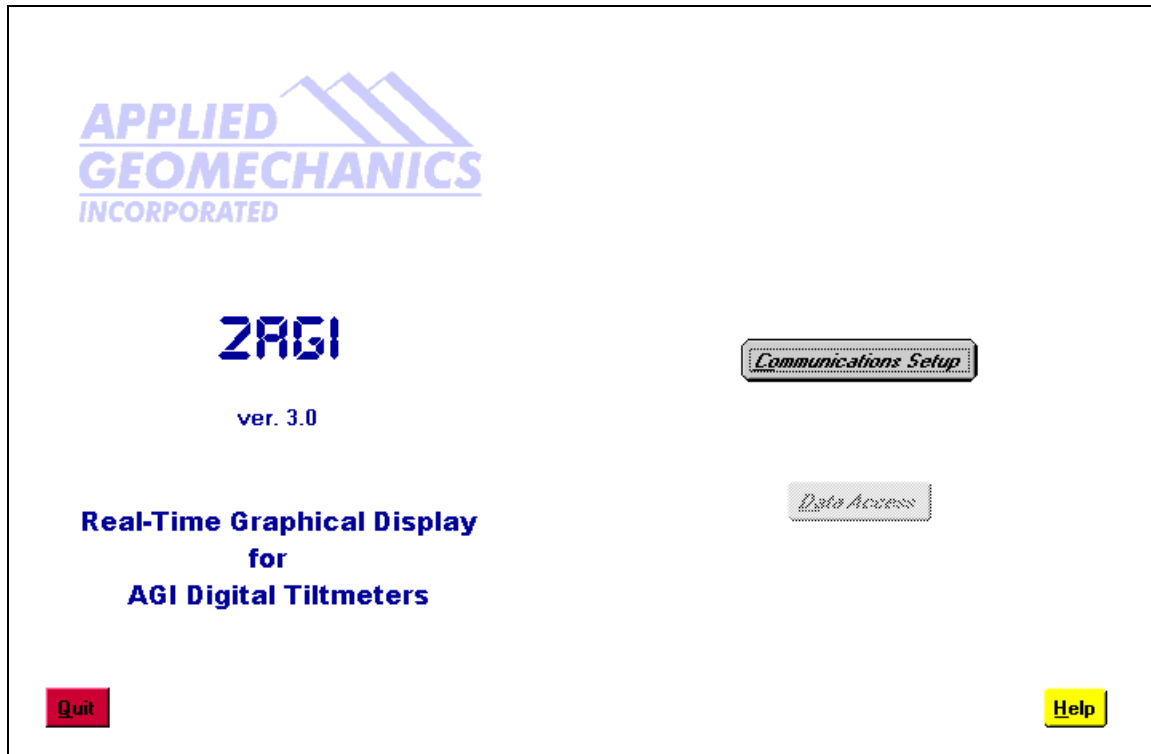 APPLIED
GEOMECHANICS
INCORPORATED
ZAGI
ver. 3.0
Real-Time Graphical Display
for
AGI Digital Tiltmeters
Communications Setup
Data Access
Quit
Help